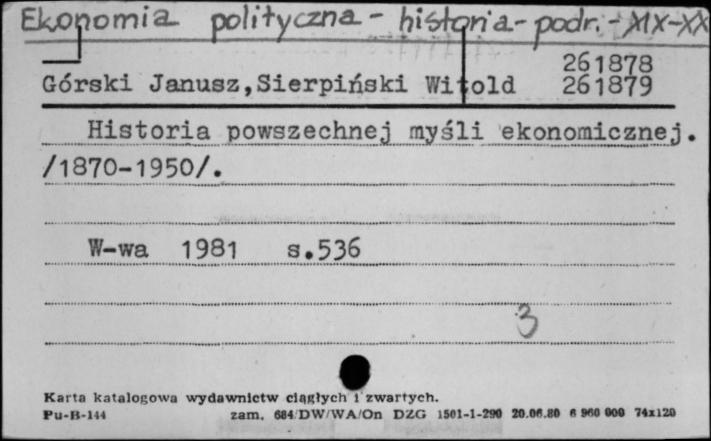 Ekonomia polityczna - historia - podr. - XIX-XX
261878
Górski Janusz,Sierpiński Witold 261879
Historia powszechnej myśli ekonomicznej.
/1870-1950/.
W-wa 1981 s.536
3
Karta katalogowa wydawnictw ciągłych i zwartych.
Pu-B-144 zam. 684/DW/WA/On DZG 1501-1-290 20.06.80 6 960 000 74x120